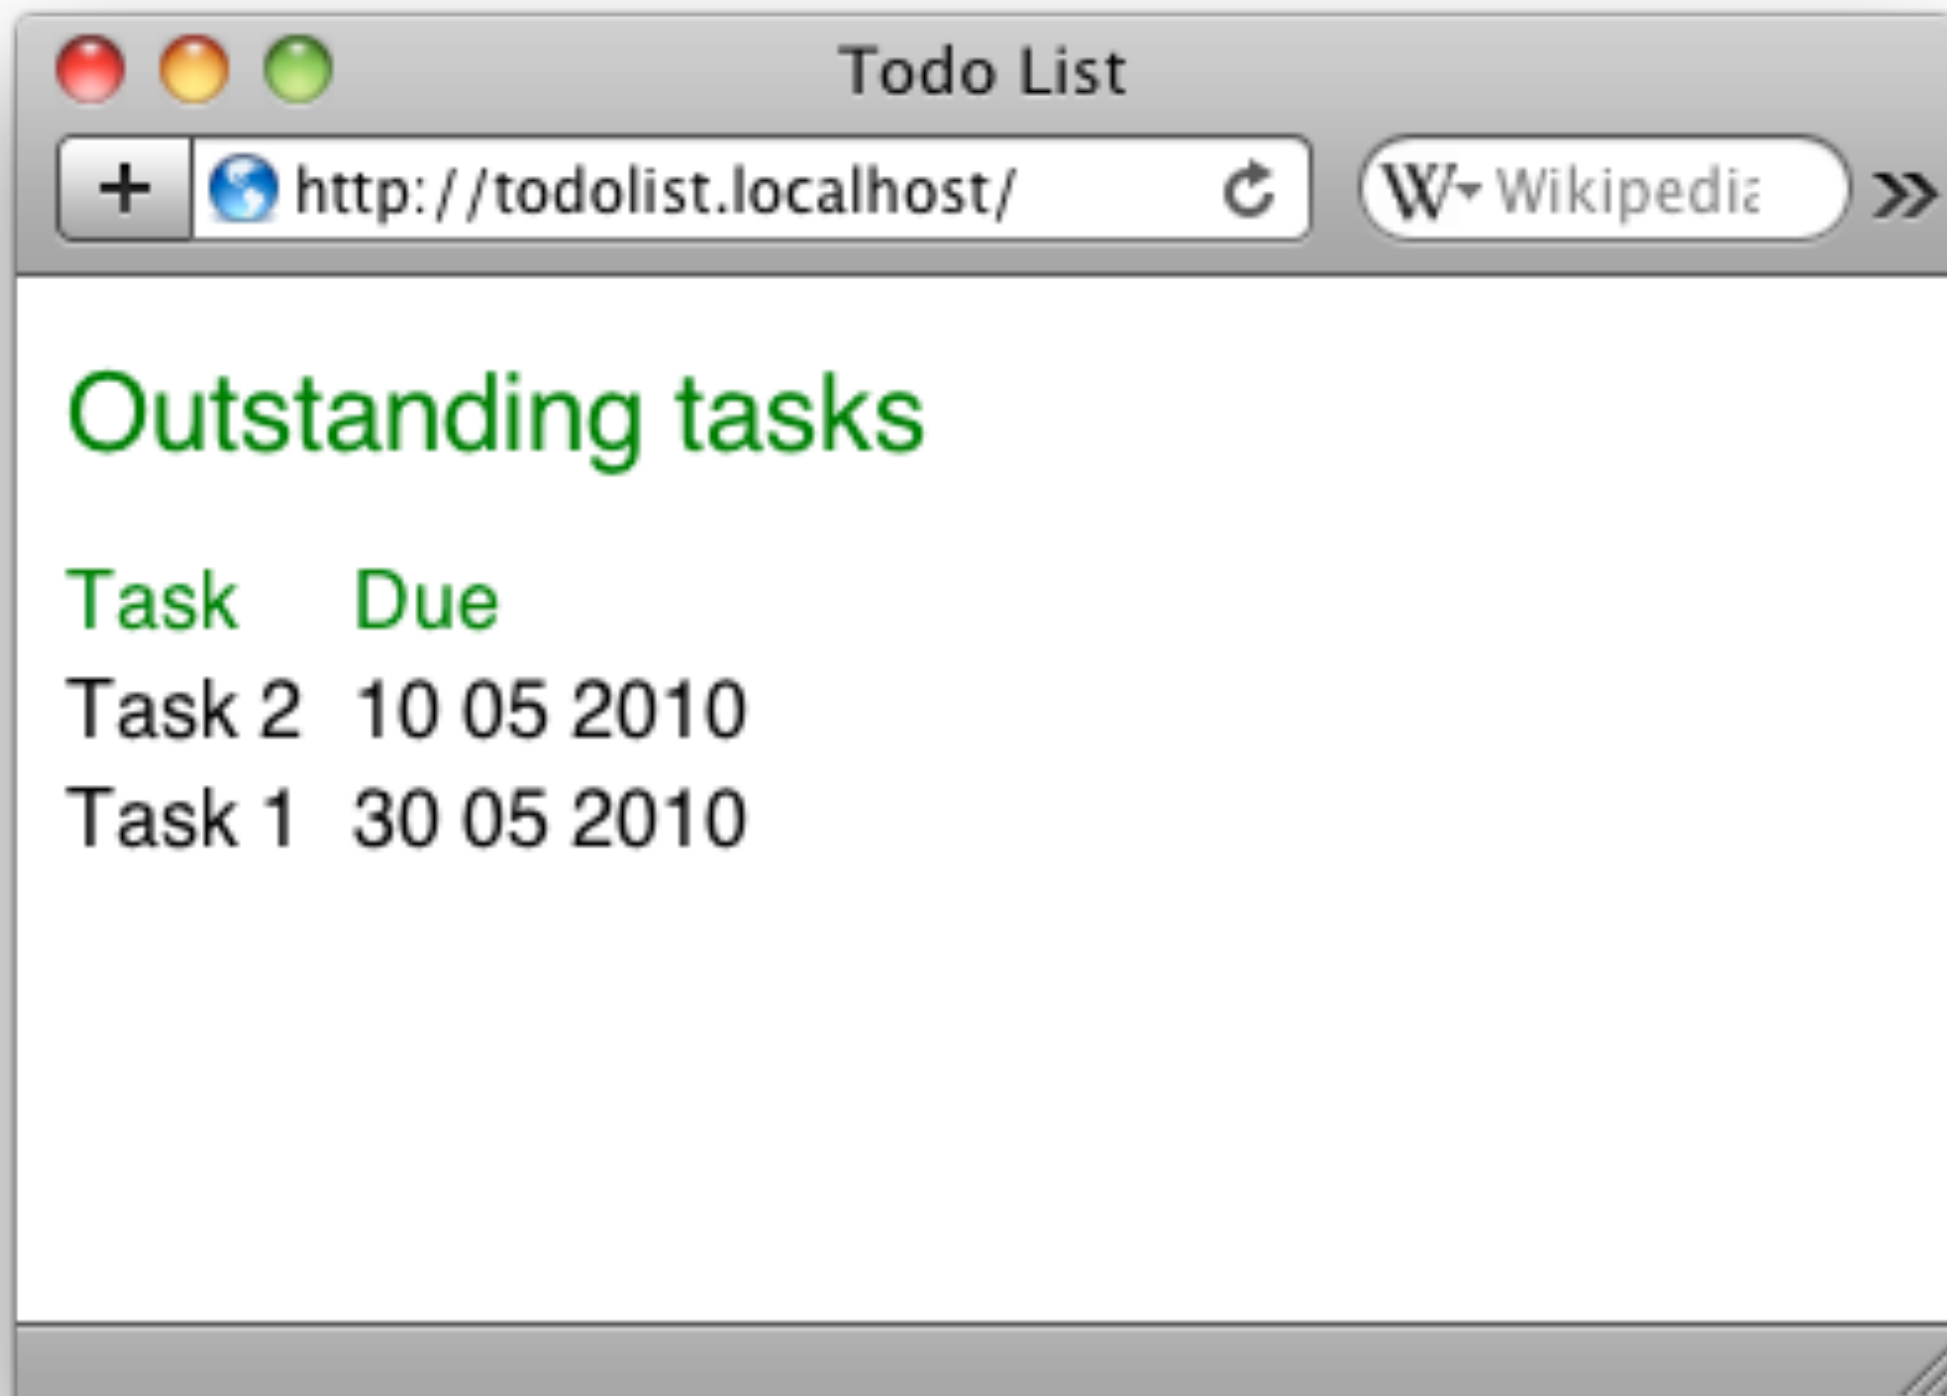 Todo List
+ http://todolist.localhost/ W Wikipedia »
Outstanding tasks
Task Due
Task 2 10 05 2010
Task 1 30 05 2010